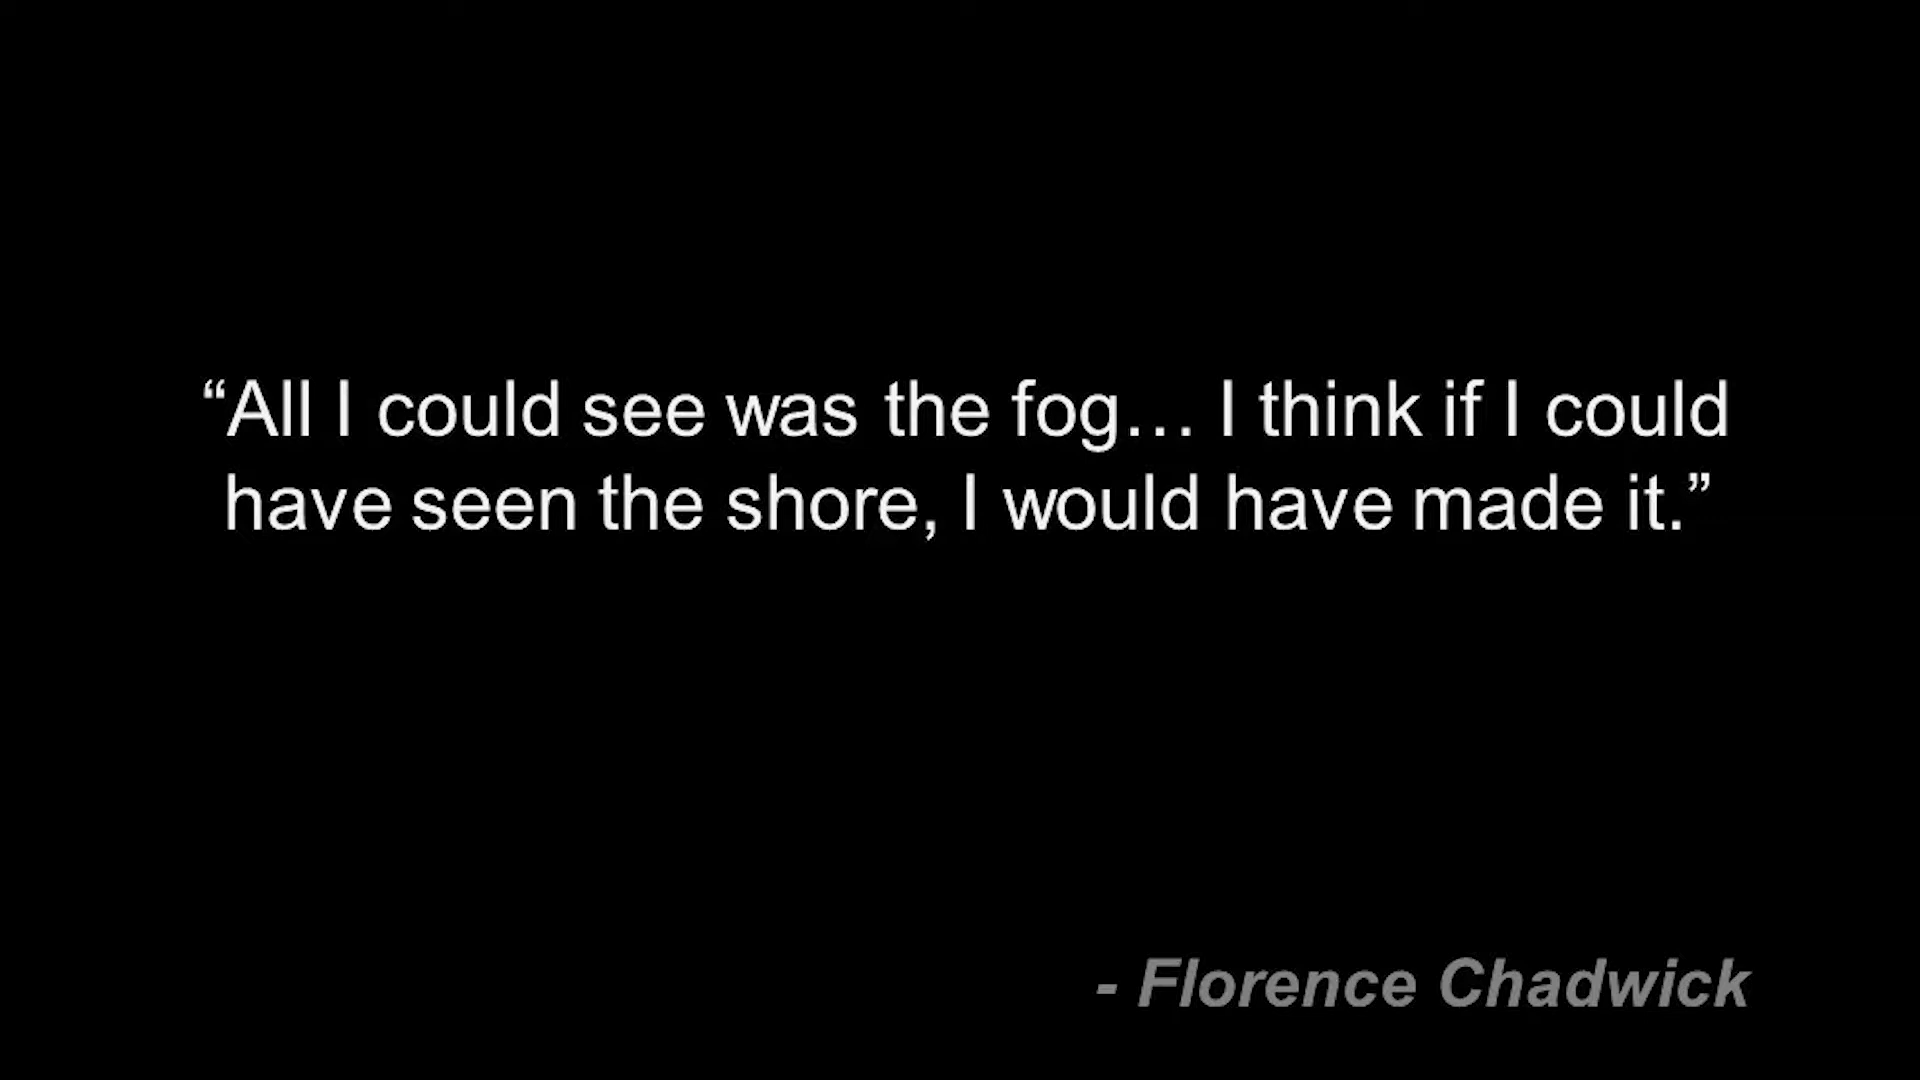 “All I could see was the fog… I think if I could
have seen the shore, I would have made it.”
- Florence Chadwick